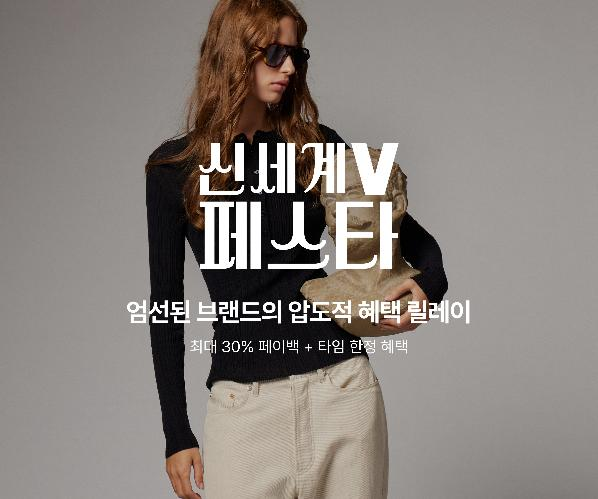 신세계V
페스타
엄선된 브랜드의 압도적 혜택 릴레이
최대 30% 페이백 + 타임 한정 혜택